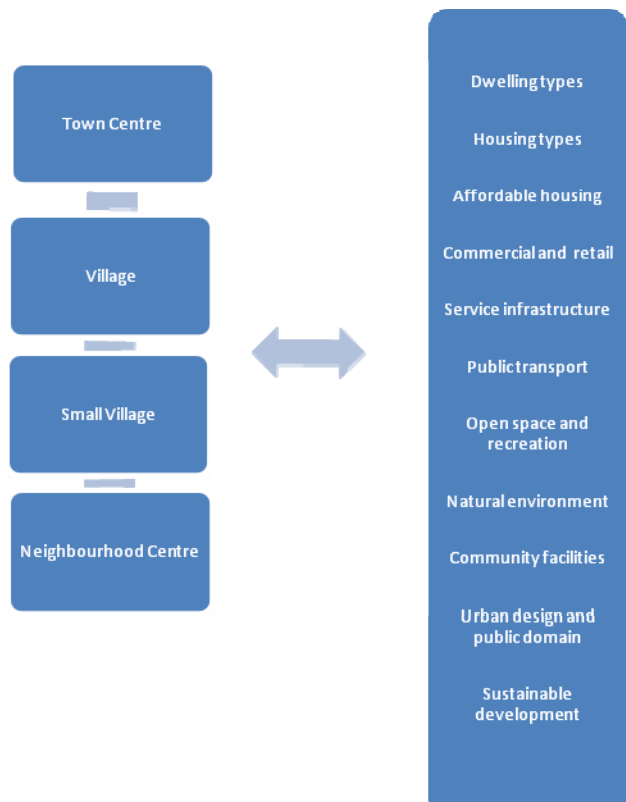 Town Centre
Village
Small Village
Neighbourhood Centre
Dwelling types
Housing types
Affordable housing
Commercial and retail
Service infrastructure
Public transport
Open space and
recreation
Natural environment
Community facilities
Urban design and
public domain
Sustainable
development